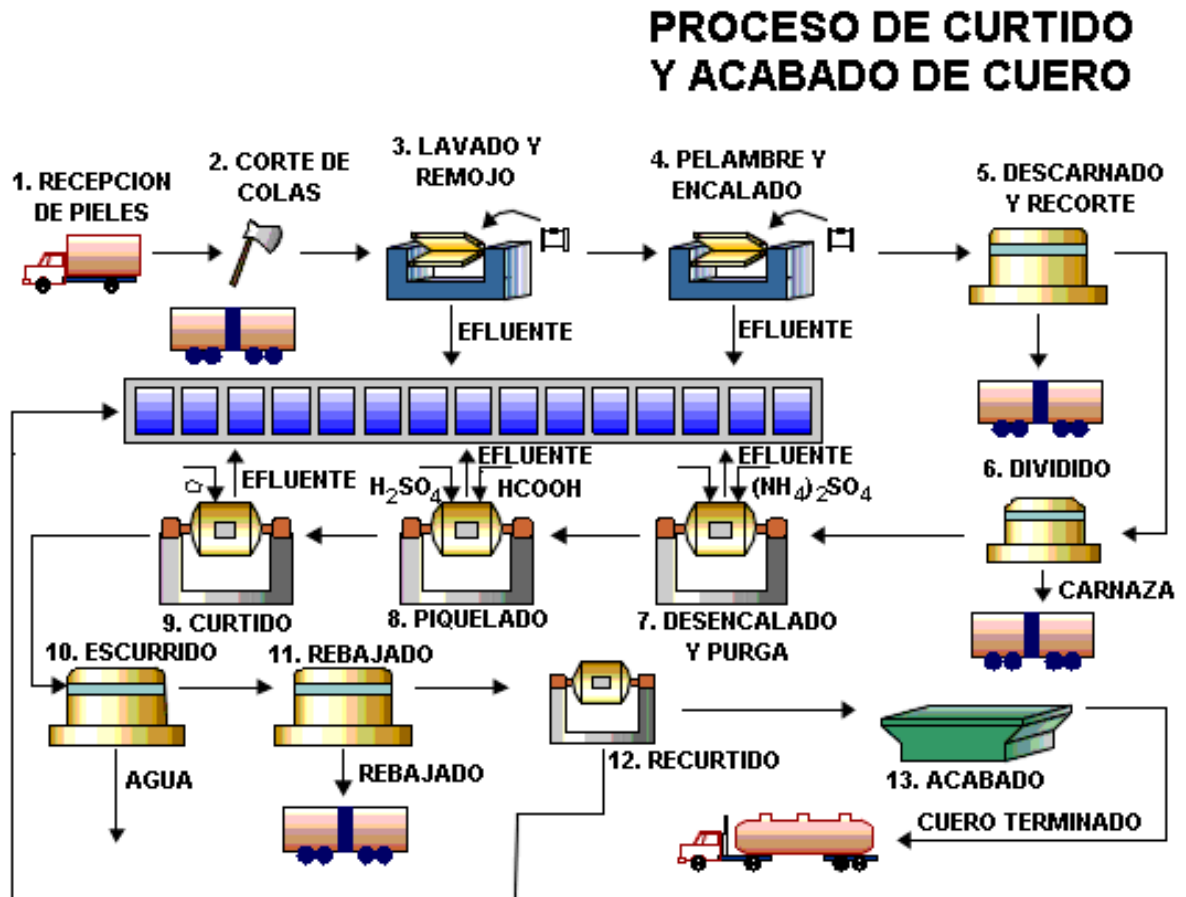 PROCESO DE CURTIDO
Y ACABADO DE CUERO
1. RECEPCION
DE PIELES
2. CORTE DE
COLAS
3. LAVADO Y
REMOJO
4. PELAMBRE Y
ENCALADO
5. DESCARNADO
Y RECORTE
EFLUENTE
EFLUENTE
EFLUENTE
EFLUENTE
EFLUENTE
H2SO4
HCOOH
(NH4)2SO4
6. DIVIDIDO
CARNAZA
7. DESENCALADO
Y PURGA
8. PIQUELADO
9. CURTIDO
10. ESCURRIDO
11. REBAJADO
AGUA
REBAJADO
12. RECURTIDO
13. ACABADO
CUERO TERMINADO